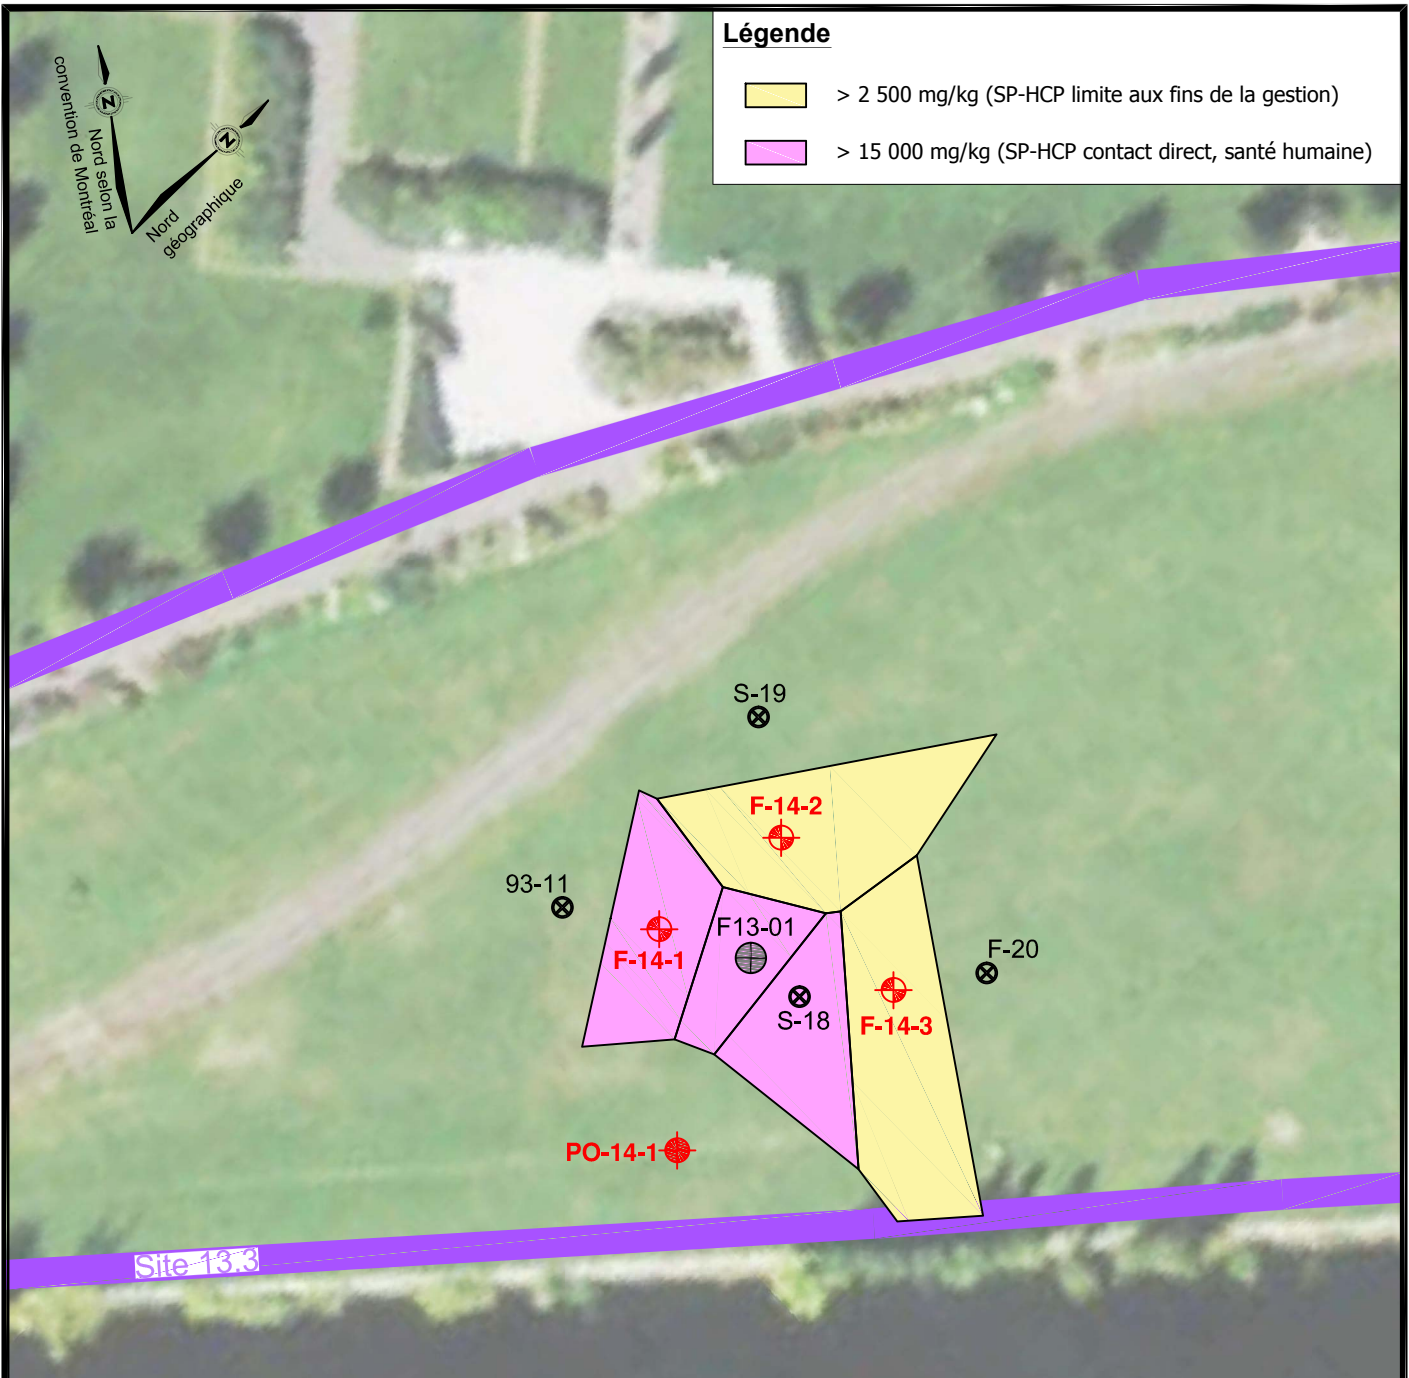 Légende
> 2 500 mg/kg (SP-HCP limite aux fins de la gestion)
> 15 000 mg/kg (SP-HCP contact direct, santé humaine)
N
Nord selon la
convention de Montréal
N
Nord
géographique
S-19
F-14-2
93-11
F13-01
F-14-1
F-20
S-18
F-14-3
PO-14-1
Site 13.3